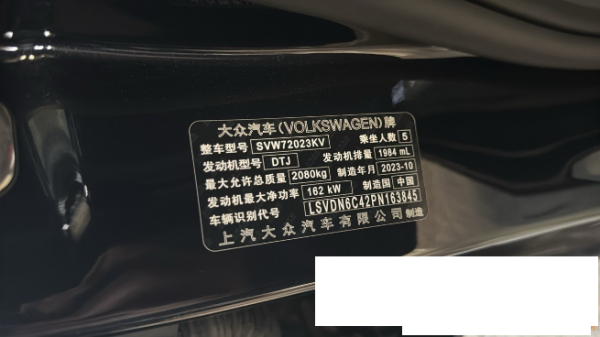 大众汽车(VOLKSWAGEN)牌
整车型号 SVW72023KV 乘坐人数 5
发动机型号 DTJ 发动机排量 1984 mL
最大允许总质量 2080kg 制造年月 2023-10
发动机最大净功率 162 kW 制造国 中国
车辆识别代号 LSVDN6C42PN163845
上汽大众汽车有限公司 制造